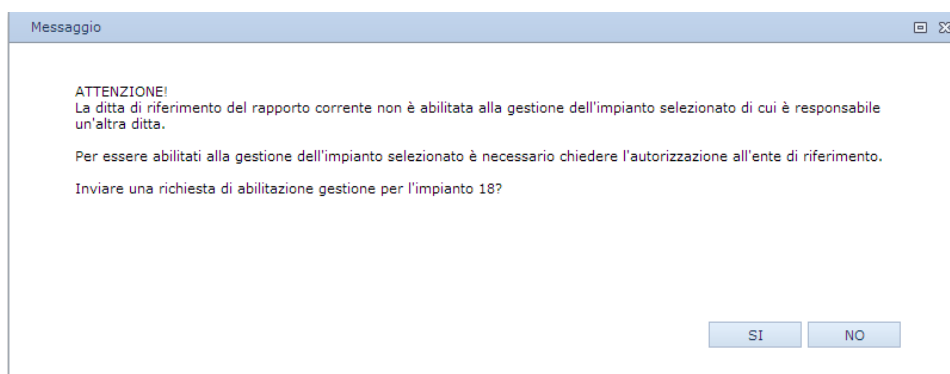 Messaggio
ATTENZIONE!
La ditta di riferimento del rapporto corrente non è abilitata alla gestione dell'impianto selezionato di cui è responsabile
un'altra ditta.
Per essere abilitati alla gestione dell'impianto selezionato è necessario chiedere l'autorizzazione all'ente di riferimento.
Inviare una richiesta di abilitazione gestione per l'impianto 18?
SI NO